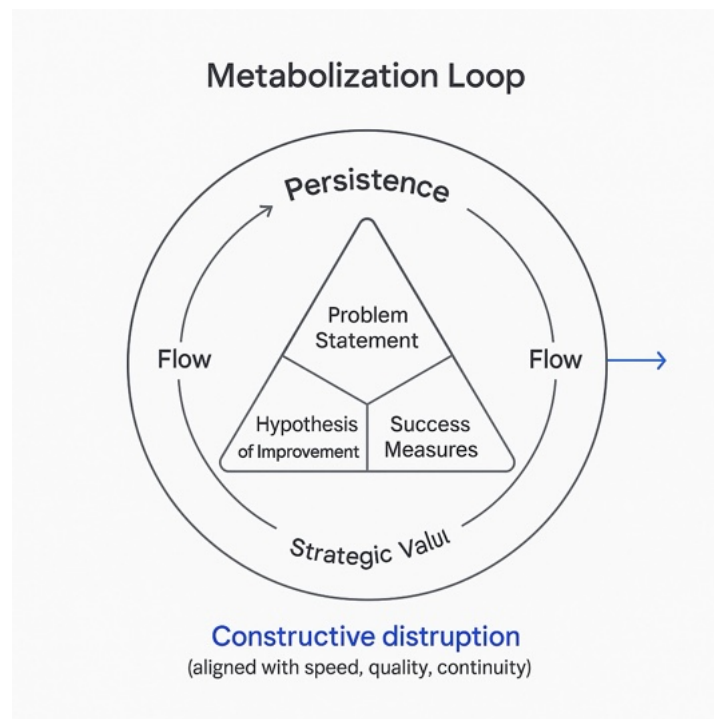 Metabolization Loop
Persistence
Problem
Statement
Flow
Flow
Hypothesis
of Improvement
Success
Measures
Strategic Valul
Constructive distruption
(aligned with speed, quality, continuity)